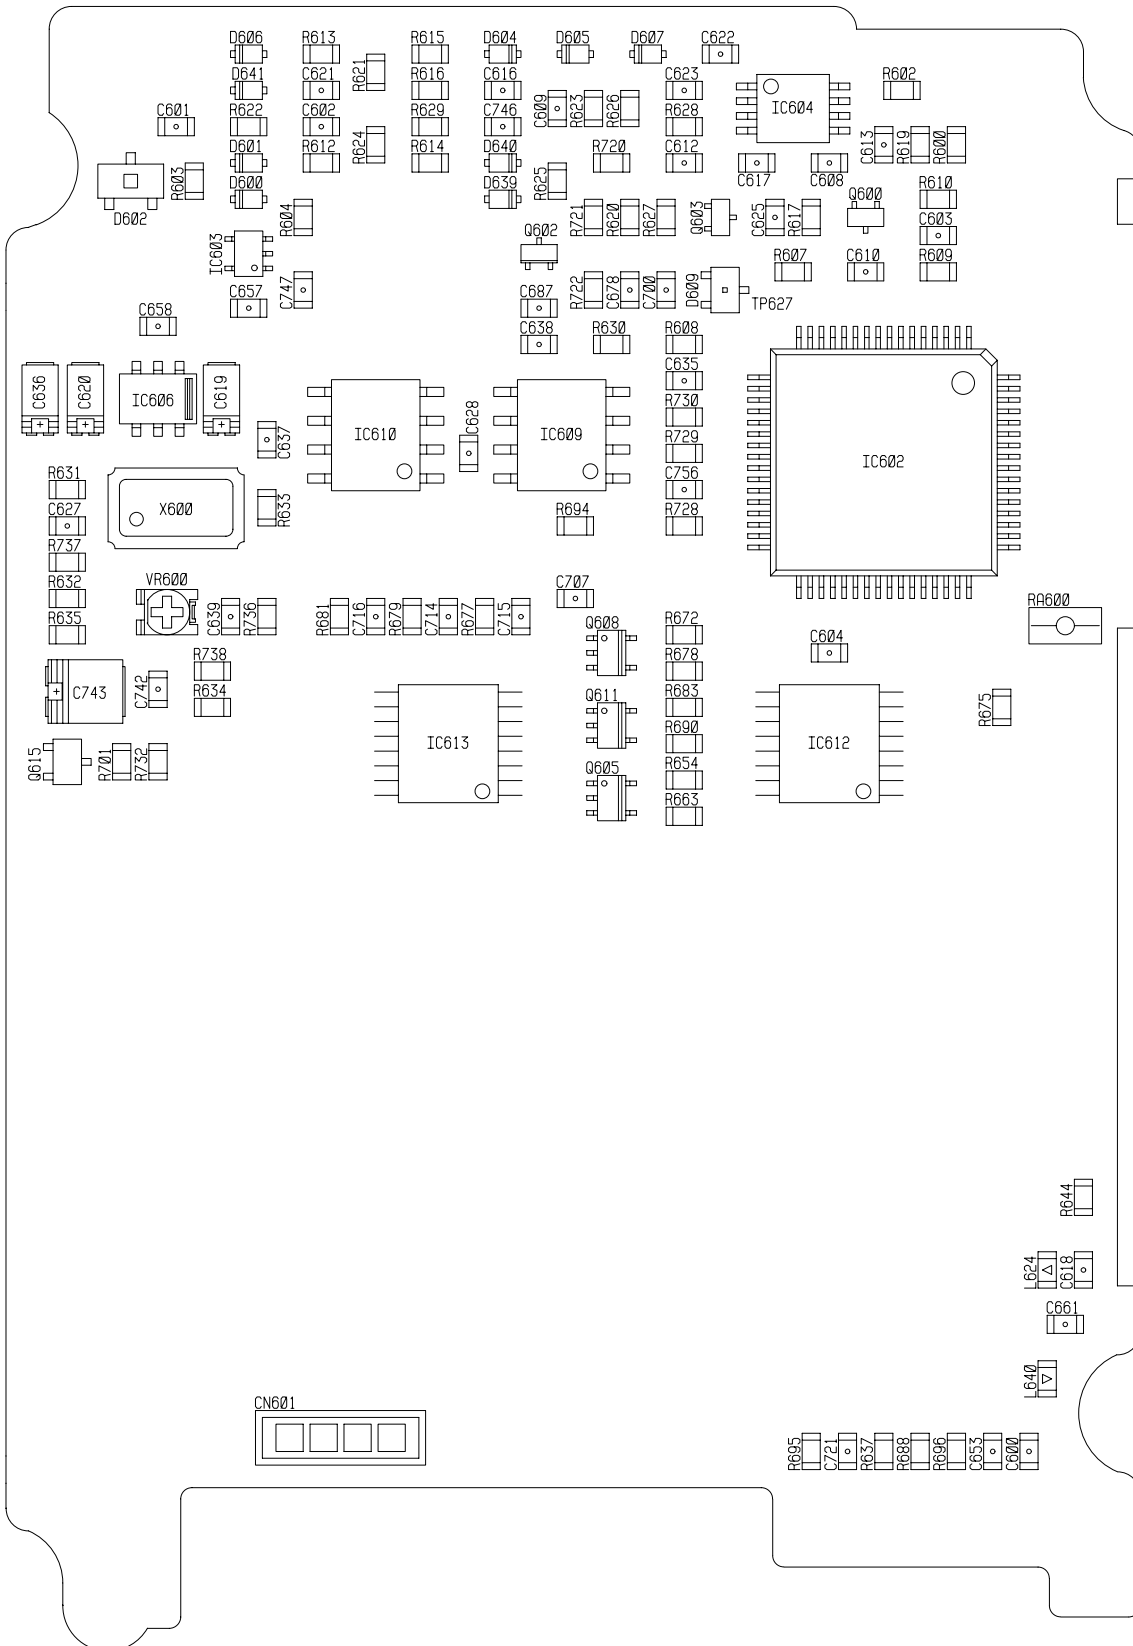 D606 R613 R615 D604 D605 D607 C622
R621
D641 C621 R616 C616 C623 R602
C609 R623 R626 IC604
C601 R622 C602 R629 C746 R628
R624 C613 R619 R600
D601 R612 R614 D640 R720 C612
C617 C608
R603 D600 D639 R625 R610
D602 R604 R721 R620 R627 Q603 C625 R617 Q600
IC603 Q602 C603
C747 R722 C678 C700 D609 R607 C610 R609
C657 C687 TP627
C658 C638 R630 R608
C636 C620 IC606 C619 C635
R730
C637 IC610 C628 IC609 R729 IC602
R631 C756
X600 R633
C627 R694 R728
R737
R632 VR600 C707
C639 R736 R681 C716 R679 C714 R677 C715 RA600
R635 Q608 R672
C604
R738 R678
C743 C742 R634 Q611 R683 R675
IC613 R690 IC612
Q615 R701 R732 Q605 R654
R663
R644
L624 C618
C661
L640
CN601
R695 C721 R637 R688 R696 C653 C600